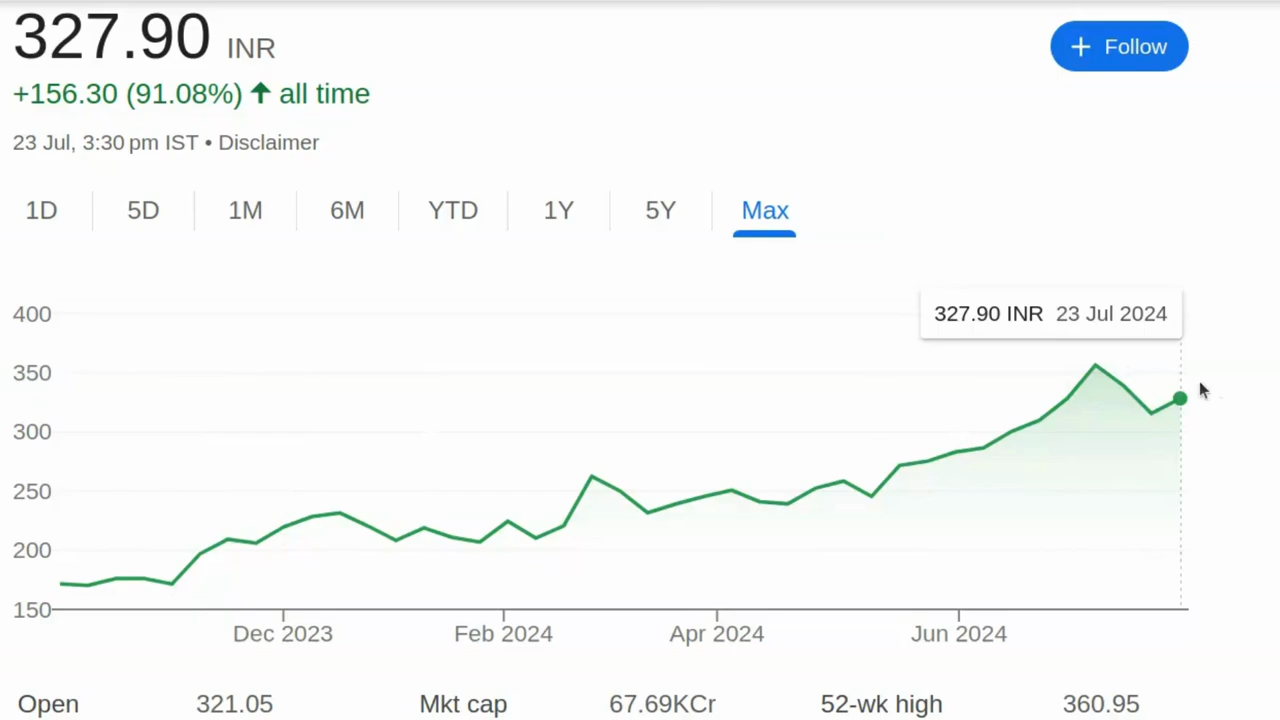 327.90 INR
+ Follow
+156.30 (91.08%) ↑ all time
23 Jul, 3:30 pm IST • Disclaimer
1D 5D 1M 6M YTD 1Y 5Y Max
327.90 INR 23 Jul 2024
400
350
300
250
200
150
Dec 2023 Feb 2024 Apr 2024 Jun 2024
Open 321.05 Mkt cap 67.69KCr 52-wk high 360.95